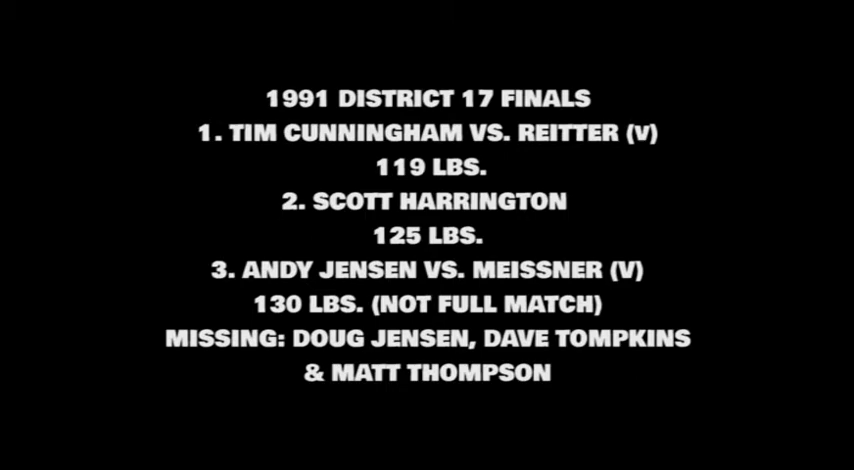 1991 DISTRICT 17 FINALS
1. TIM CUNNINGHAM VS. REITTER (V)
119 LBS.
2. SCOTT HARRINGTON
125 LBS.
3. ANDY JENSEN VS. MEISSNER (V)
130 LBS. (NOT FULL MATCH)
MISSING: DOUG JENSEN, DAVE TOMPKINS
& MATT THOMPSON